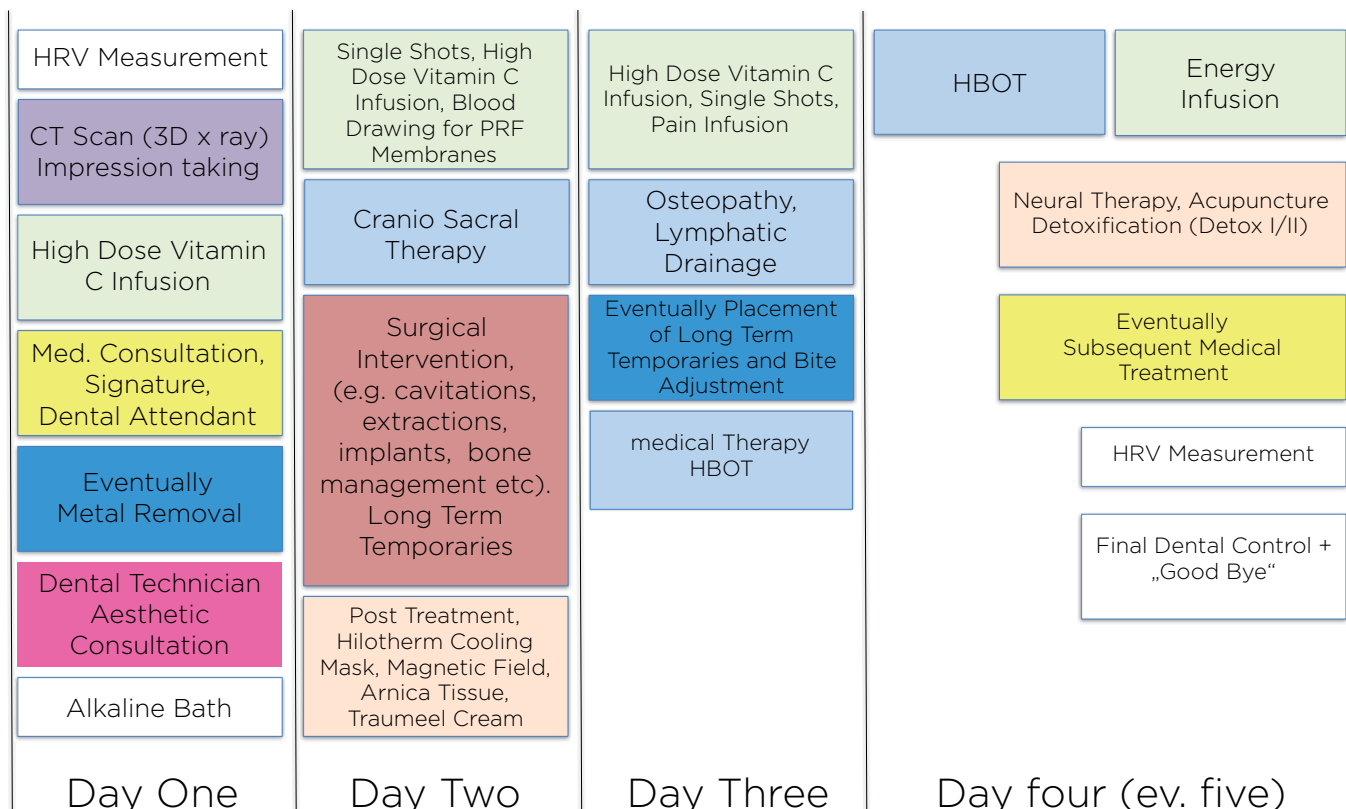 HRV Measurement
CT Scan (3D x ray)
Impression taking
High Dose Vitamin
C Infusion
Med. Consultation,
Signature,
Dental Attendant
Eventually
Metal Removal
Dental Technician
Aesthetic
Consultation
Alkaline Bath
Day One
Single Shots, High
Dose Vitamin C
Infusion, Blood
Drawing for PRF
Membranes
Cranio Sacral
Therapy
Surgical
Intervention,
(e.g. cavitations,
extractions,
implants, bone
management etc).
Long Term
Temporaries
Post Treatment,
Hilotherm Cooling
Mask, Magnetic Field,
Arnica Tissue,
Traumeel Cream
Day Two
High Dose Vitamin C
Infusion, Single Shots,
Pain Infusion
Osteopathy,
Lymphatic
Drainage
Eventually Placement
of Long Term
Temporaries and Bite
Adjustment
medical Therapy
HBOT
Day Three
HBOT
Energy
Infusion
Neural Therapy, Acupuncture
Detoxification (Detox I/II)
Eventually
Subsequent Medical
Treatment
HRV Measurement
Final Dental Control +
„Good Bye“
Day four (ev. five)